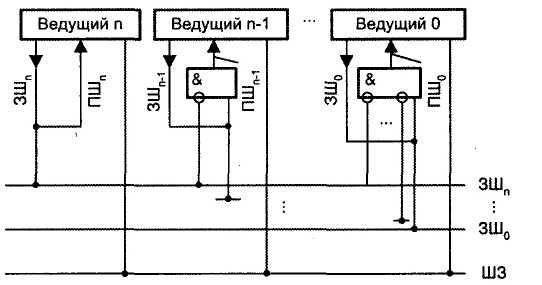 Ведущий n
Ведущий n-1
...
Ведущий 0
ЗШn
ПШn
ЗШn-1
&
ПШn-1
ЗШ0
&
...
ПШ0
ЗШn
...
ЗШ0
ШЗ